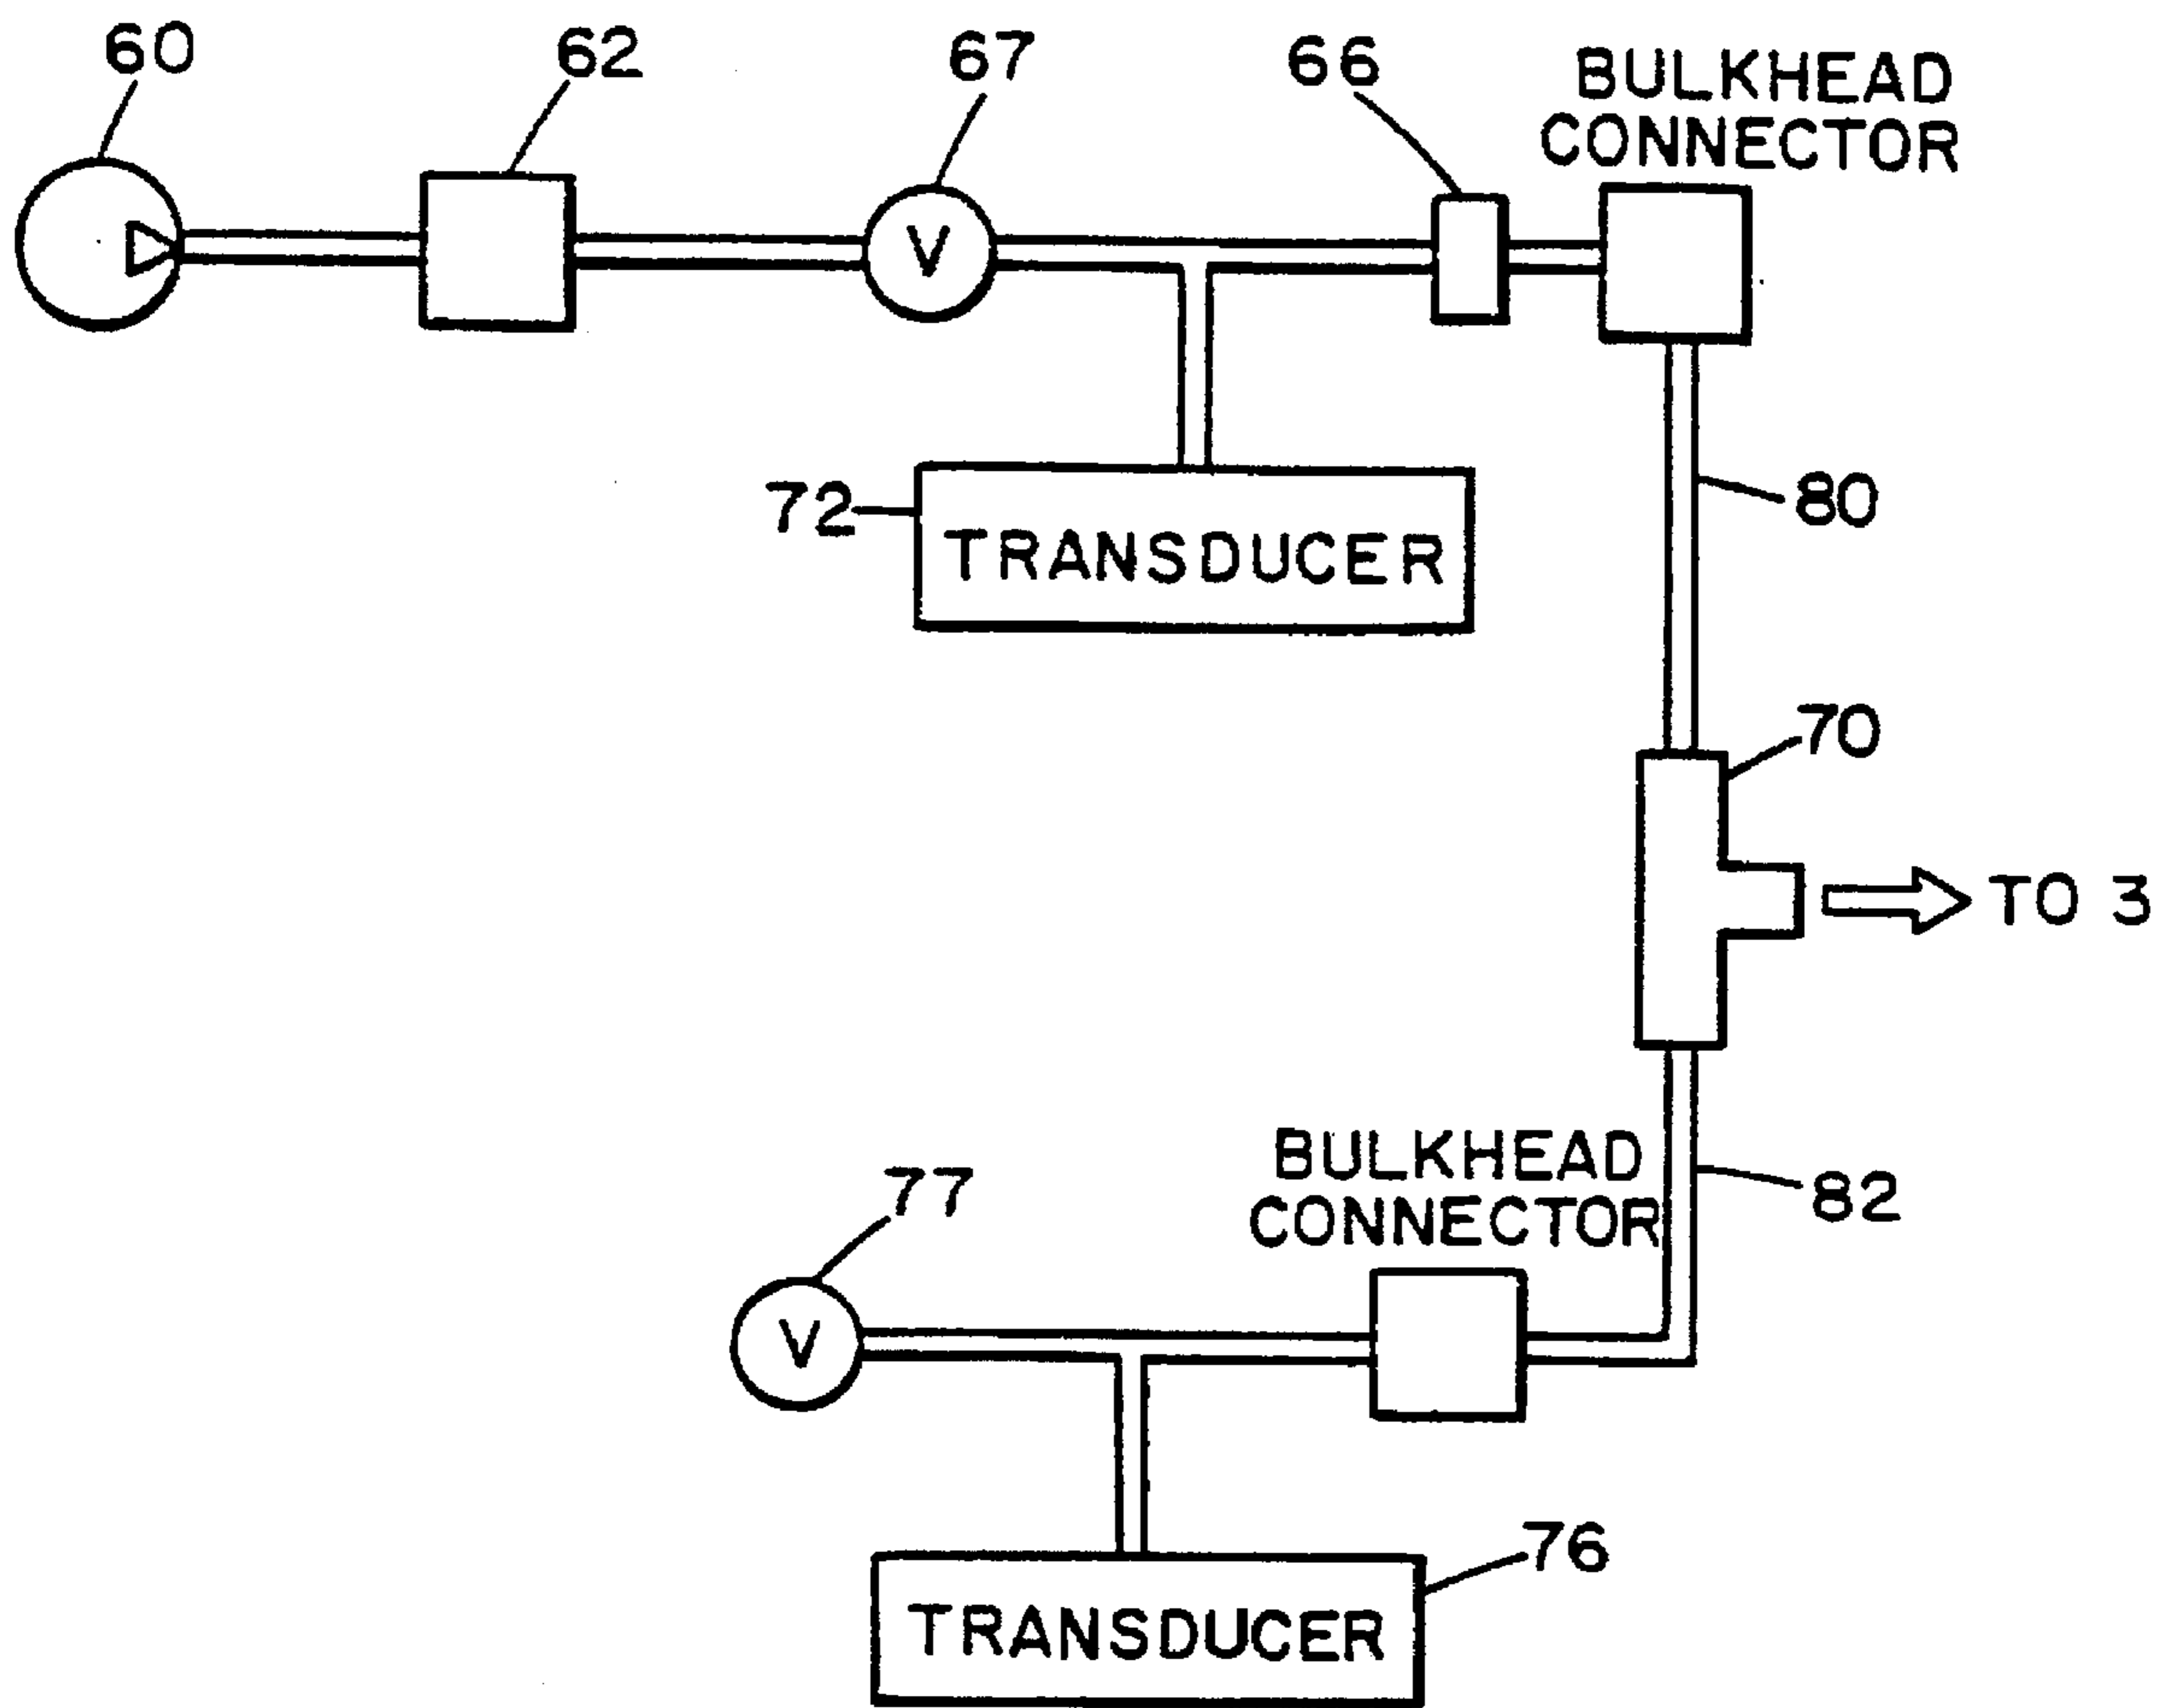 60
62
67
66
BULKHEAD
CONNECTOR
V
72
TRANSDUCER
80
70
TO 3
BULKHEAD
CONNECTOR
82
77
V
76
TRANSDUCER